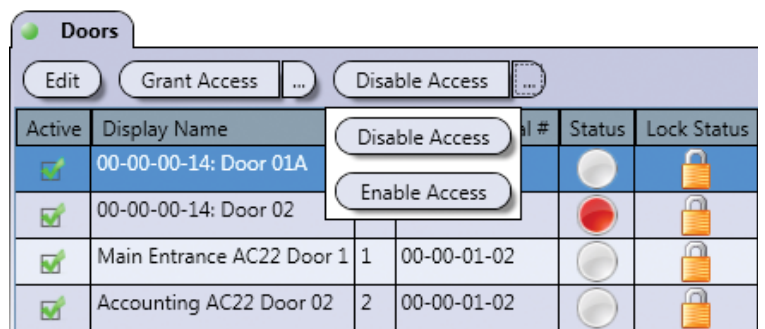 Doors
Edit Grant Access ... Disable Access ...
Active Display Name al # Status Lock Status
Disable Access
00-00-00-14: Door 01A
Enable Access
00-00-00-14: Door 02
Main Entrance AC22 Door 1 1 00-00-01-02
Accounting AC22 Door 02 2 00-00-01-02